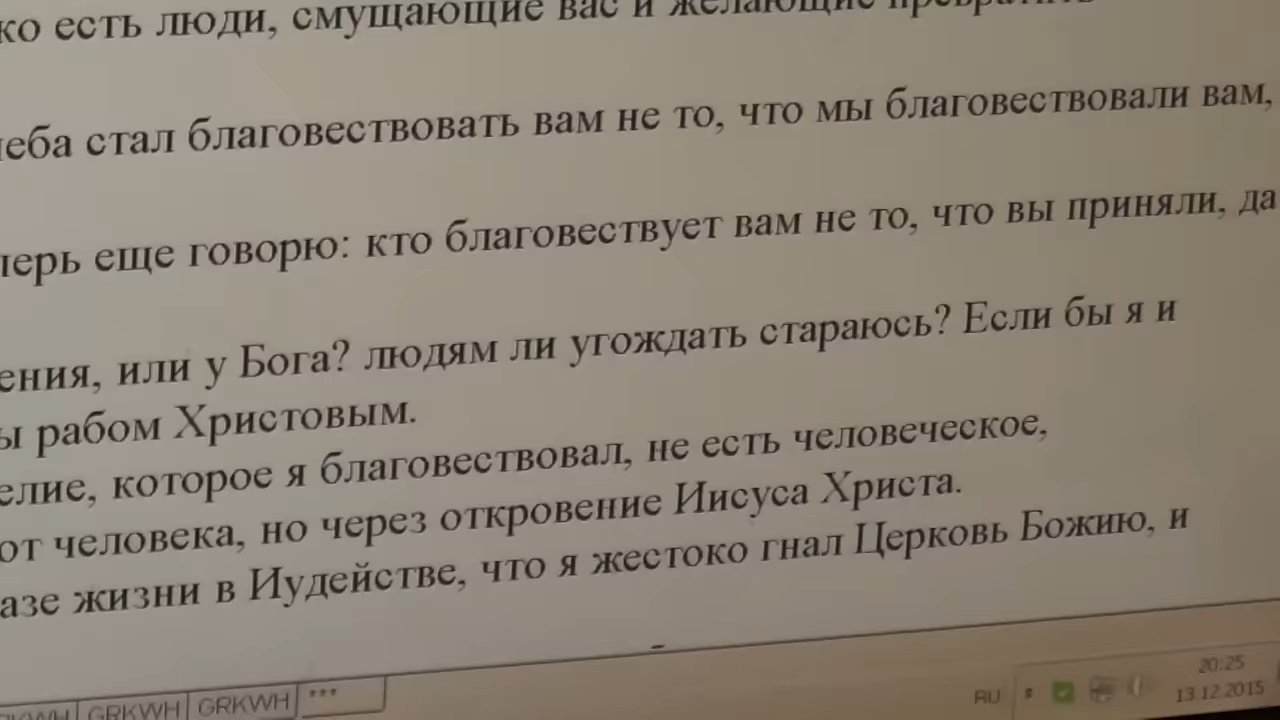 ко есть люди, смущающие вас и желающие превратить
неба стал благовествовать вам не то, что мы благовествовали вам,
перь еще говорю: кто благовествует вам не то, что вы приняли, да
ения, или у Бога? людям ли угождать стараюсь? Если бы я и
ы рабом Христовым.
елие, которое я благовествовал, не есть человеческое,
от человека, но через откровение Иисуса Христа.
азе жизни в Иудействе, что я жестоко гнал Церковь Божию, и
RKWH GRKWH GRKWH ***
RU 20:25
13.12.2015